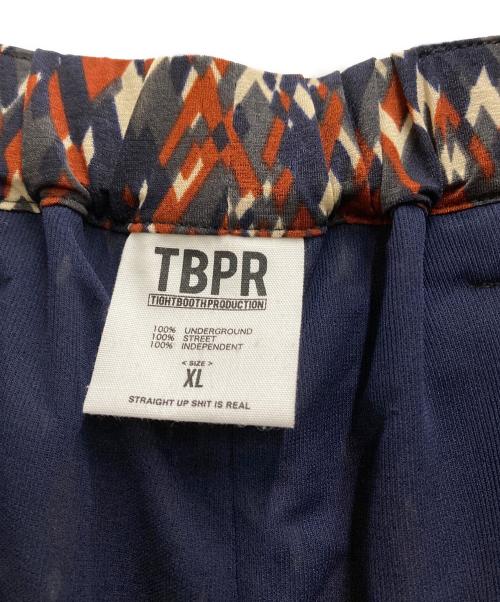 TBPR
TIGHTBOOTHPRODUCTION
100% UNDERGROUND
100% STREET
100% INDEPENDENT
< SIZE >
XL
STRAIGHT UP SHIT IS REAL